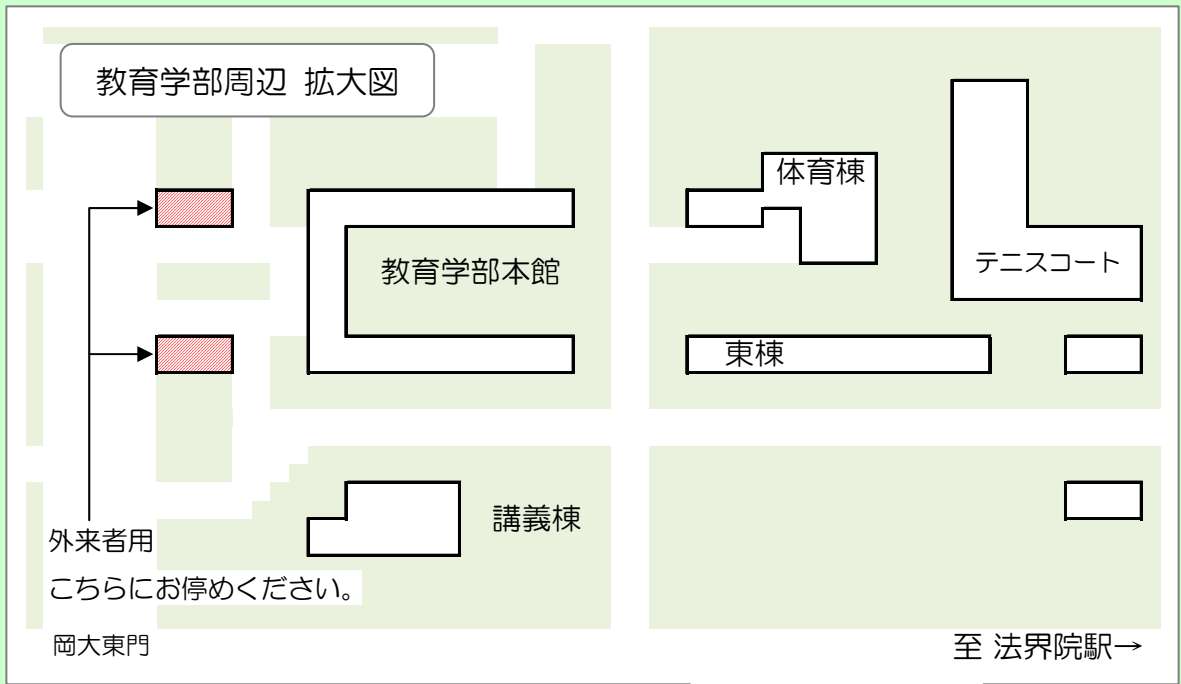 教育学部周辺 拡大図
体育棟
教育学部本館
テニスコート
東棟
講義棟
外来者用
こちらにお停めください。
岡大東門
至 法界院駅→